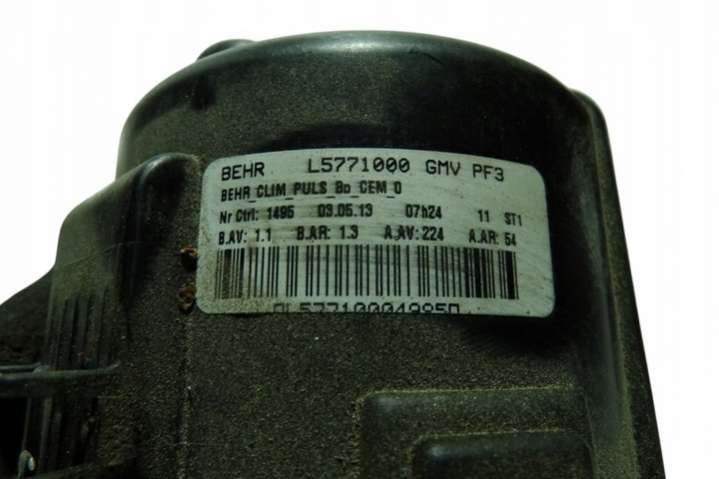 BEHR L5771000 GMV PF3
BEHR_CLIM_PULS_Bo_CEM_0
Nr Ctrl: 1495 03.05.13 07h24 11 ST1
B.AV: 1.1 B.AR: 1.3 A.AV: 224 A.AR: 54